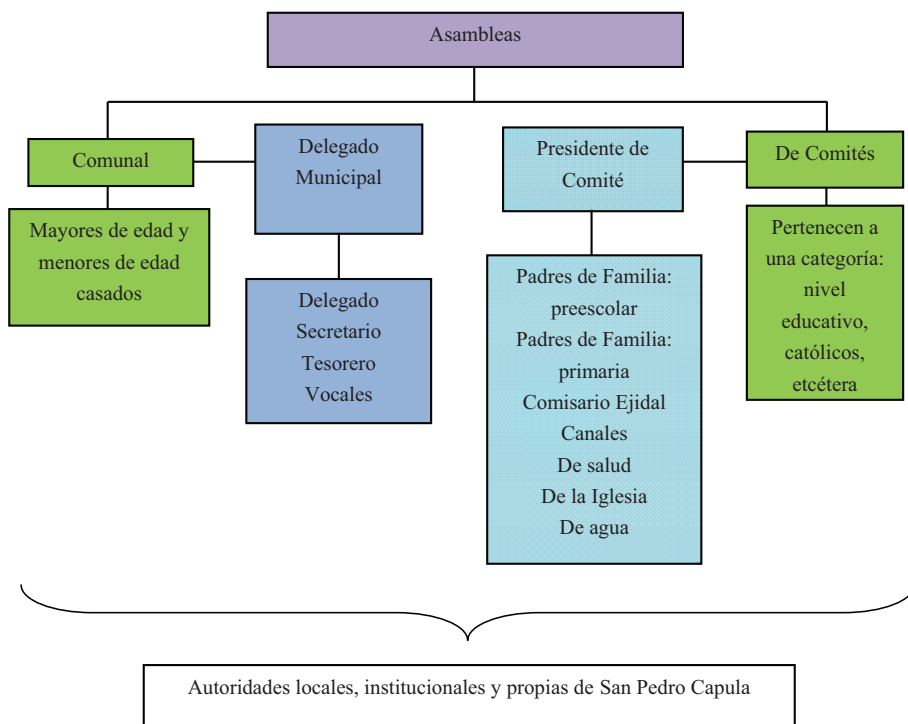 Asambleas
Comunal
Delegado
Municipal
Presidente de
Comité
De Comités
Mayores de edad y
menores de edad
casados
Delegado
Secretario
Tesorero
Vocales
Padres de Familia:
preescolar
Padres de Familia:
primaria
Comisario Ejidal
Canales
De salud
De la Iglesia
De agua
Pertenecen a
una categoría:
nivel
educativo,
católicos,
etcétera
Autoridades locales, institucionales y propias de San Pedro Capula